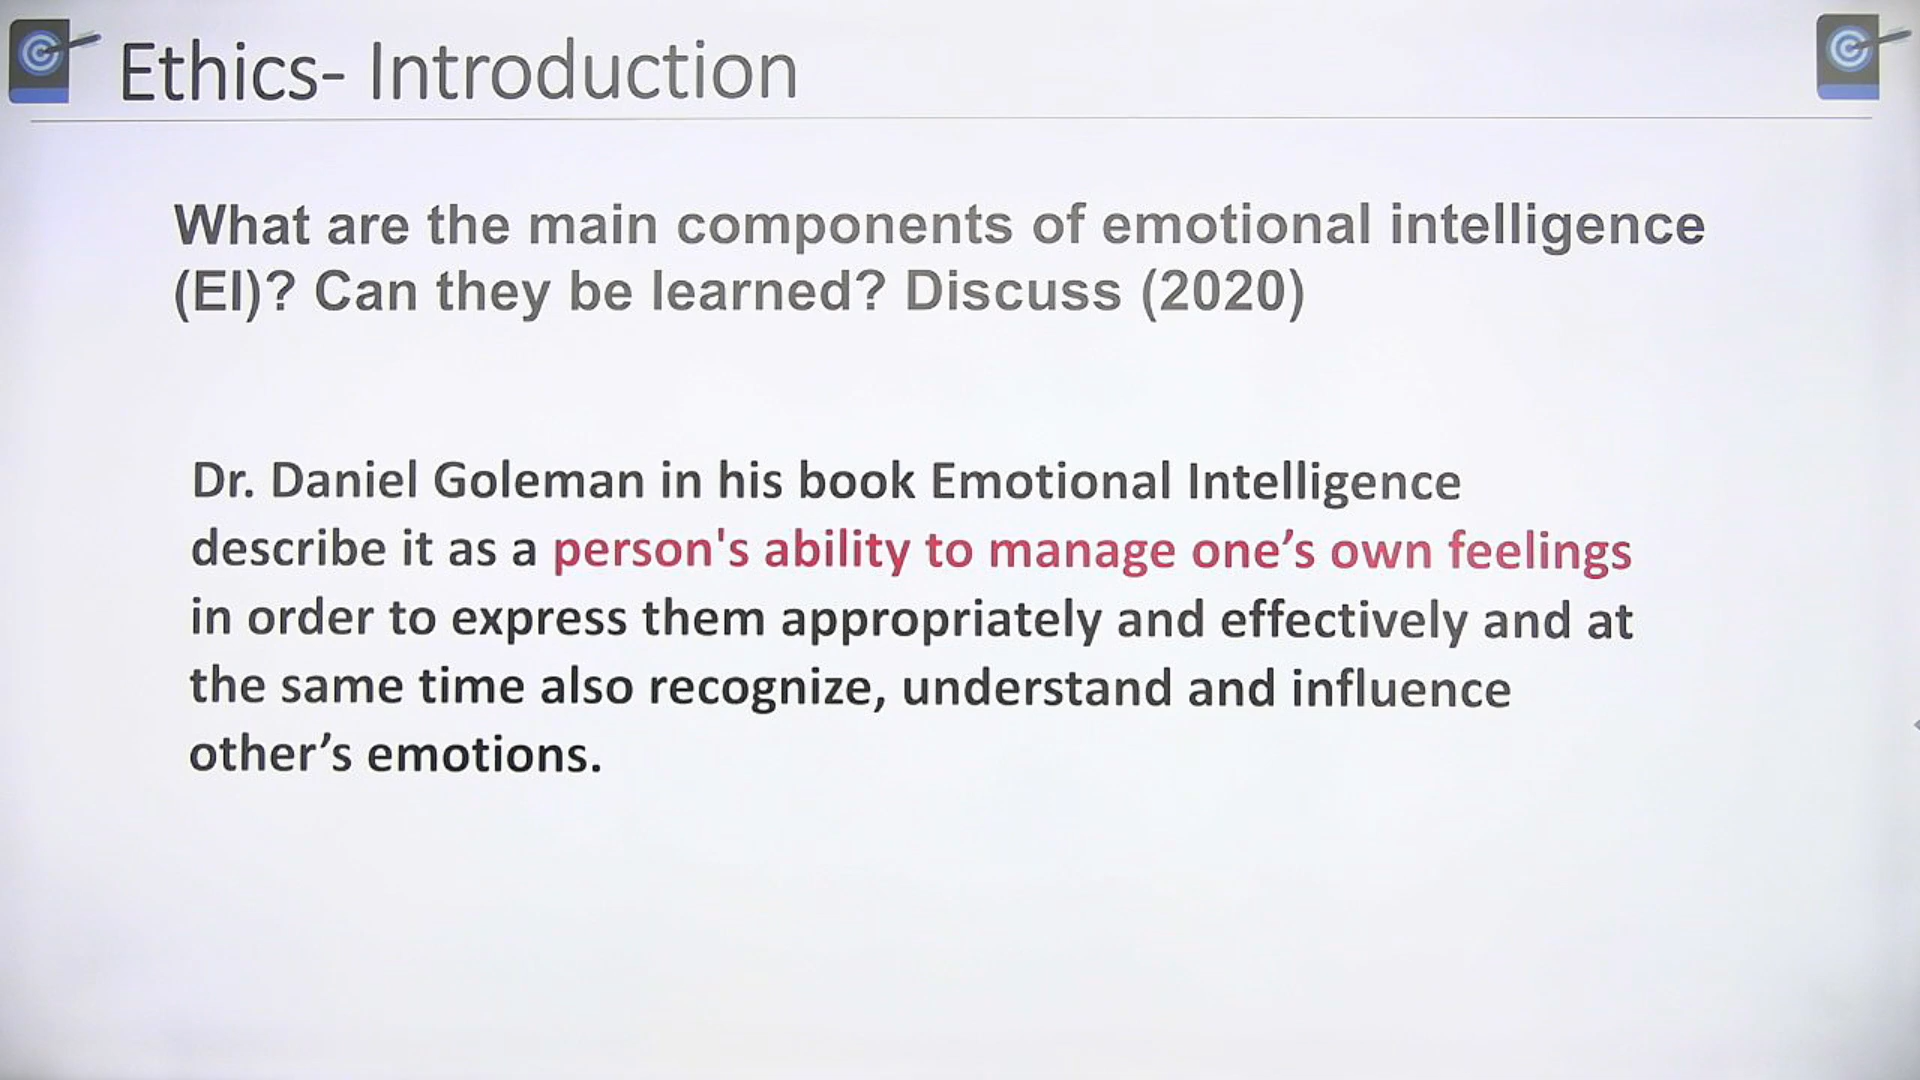 Ethics- Introduction
What are the main components of emotional intelligence
(EI)? Can they be learned? Discuss (2020)
Dr. Daniel Goleman in his book Emotional Intelligence
describe it as a person's ability to manage one’s own feelings
in order to express them appropriately and effectively and at
the same time also recognize, understand and influence
other’s emotions.